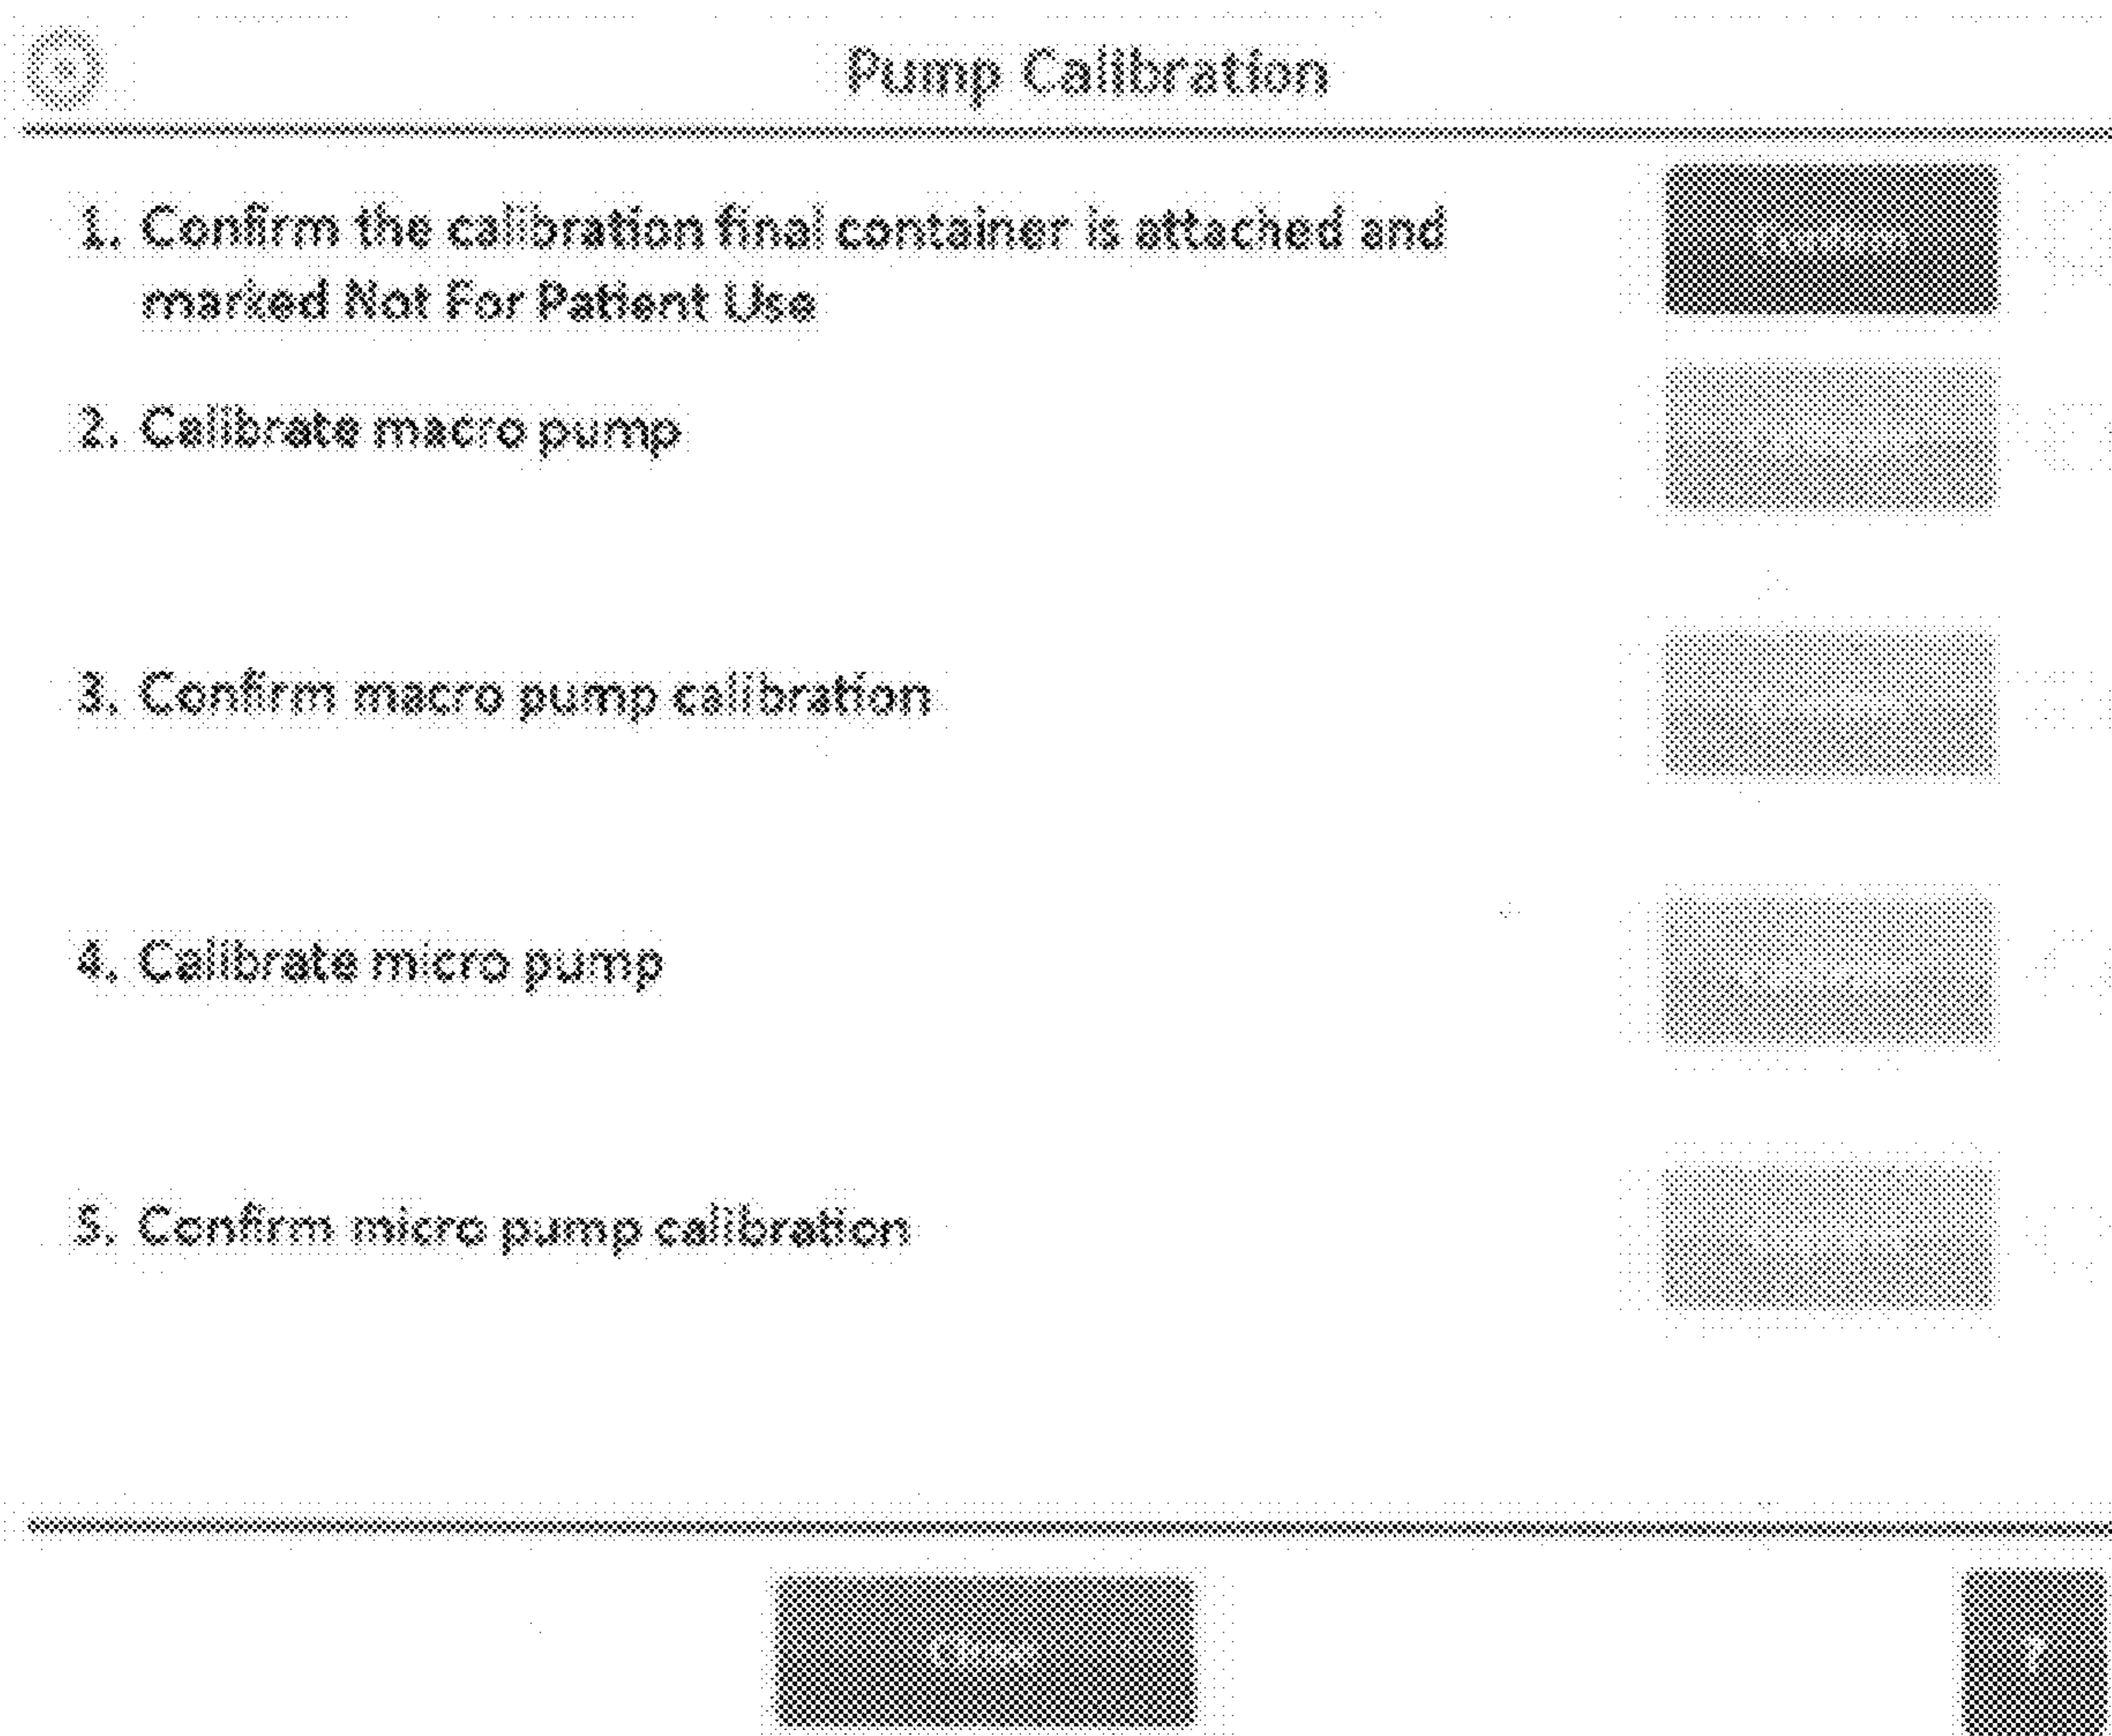 Pump Calibration
1. Confirm the calibration final container is attached and
marked Not For Patient Use
2. Calibrate macro pump
3. Confirm macro pump calibration
4. Calibrate micro pump
5. Confirm micro pump calibration